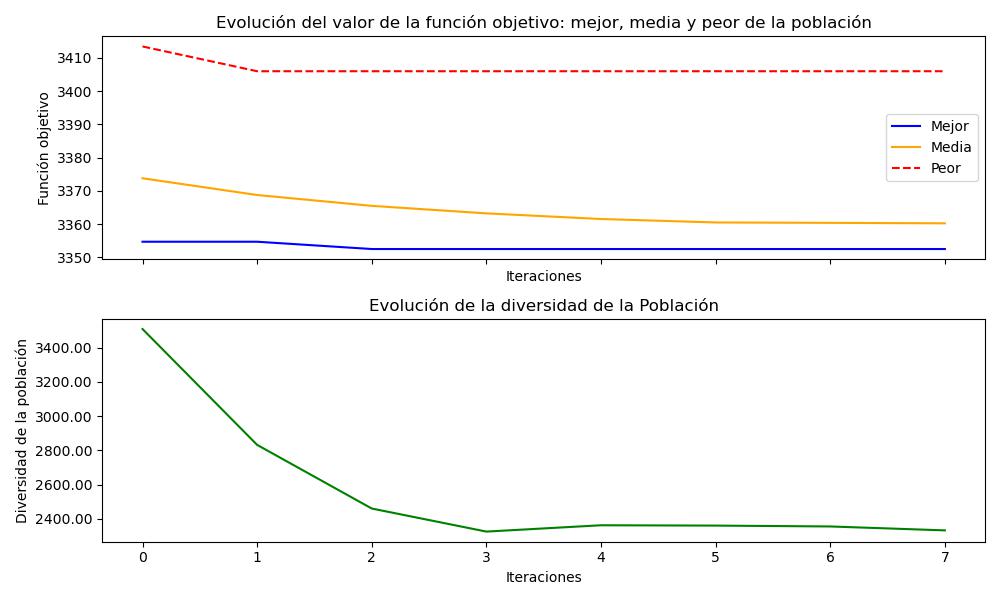 Evolución del valor de la función objetivo: mejor, media y peor de la población
Función objetivo
3410
3400
3390
3380
3370
3360
3350
Mejor
Media
Peor
Iteraciones
Evolución de la diversidad de la Población
Diversidad de la población
3400.00
3200.00
3000.00
2800.00
2600.00
2400.00
0 1 2 3 4 5 6 7
Iteraciones